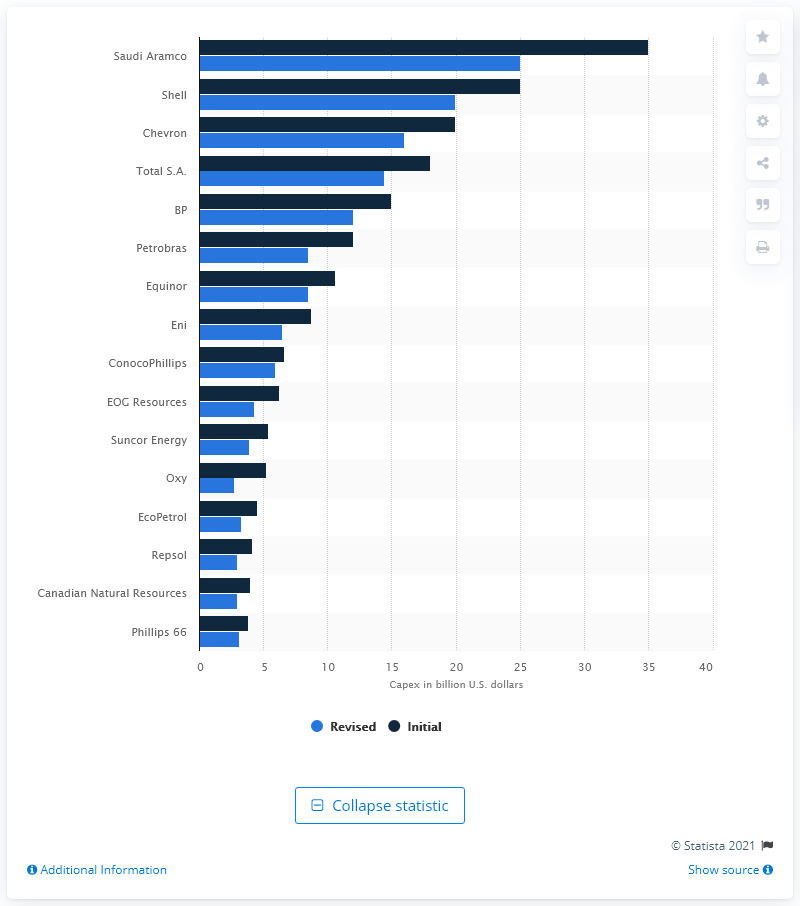 Saudi Aramco
Shell
Chevron
Total S.A.
BP
Petrobras
Equinor
Eni
ConocoPhillips
EOG Resources
Suncor Energy
Oxy
EcoPetrol
Repsol
Canadian Natural Resources
Phillips 66
0 5 10 15 20 25 30 35 40
Capex in billion U.S. dollars
Revised Initial
Collapse statistic
© Statista 2021
Additional Information Show source